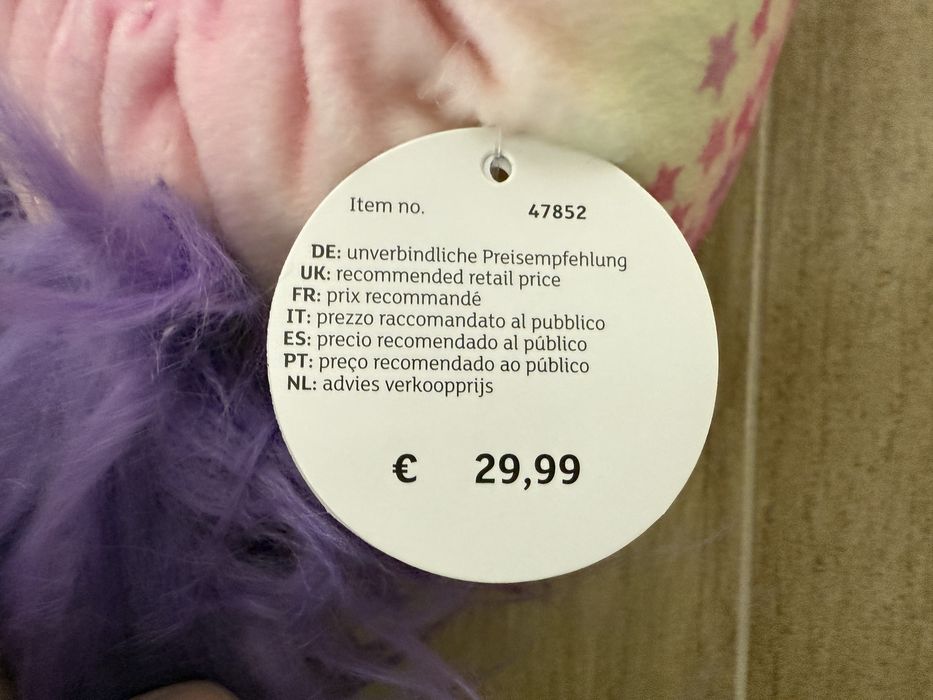 Item no. 47852
DE: unverbindliche Preisempfehlung
UK: recommended retail price
FR: prix recommandé
IT: prezzo raccomandato al pubblico
ES: precio recomendado al público
PT: preço recomendado ao público
NL: advies verkoopprijs
€ 29,99